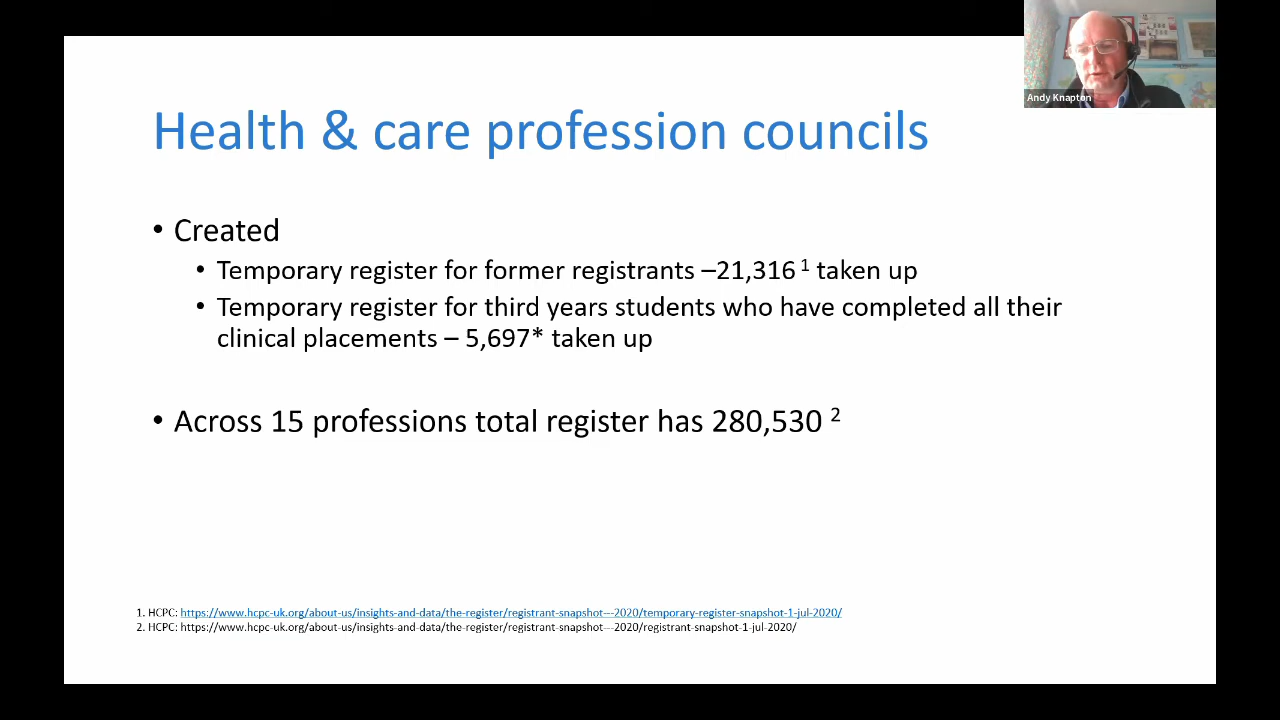 Andy Knapton
Health & care profession councils
• Created
• Temporary register for former registrants –21,316 1 taken up
• Temporary register for third years students who have completed all their
clinical placements – 5,697* taken up
• Across 15 professions total register has 280,530 2
1. HCPC: https://www.hcpc-uk.org/about-us/insights-and-data/the-register/registrant-snapshot---2020/temporary-register-snapshot-1-jul-2020/
2. HCPC: https://www.hcpc-uk.org/about-us/insights-and-data/the-register/registrant-snapshot---2020/registrant-snapshot-1-jul-2020/